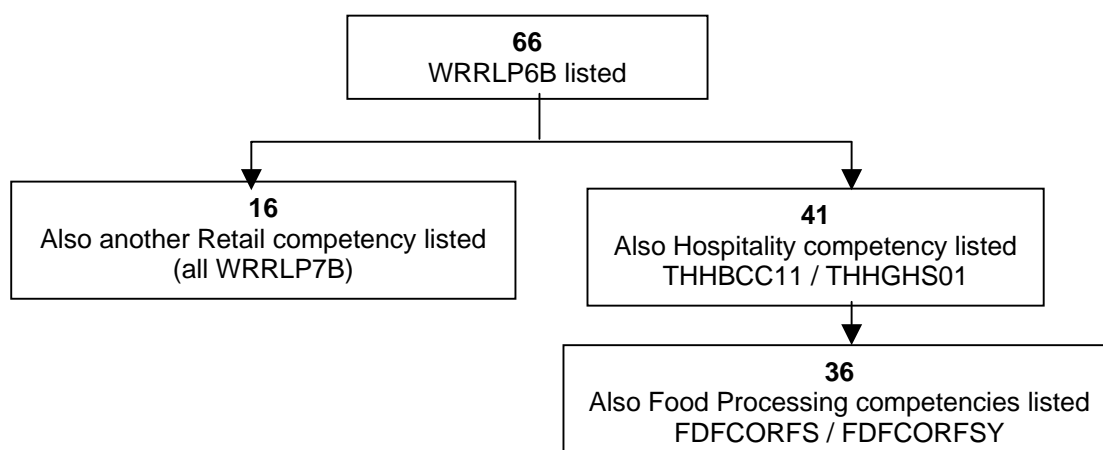 66
WRRLP6B listed
16
Also another Retail competency listed
(all WRRLP7B)
41
Also Hospitality competency listed
THHBCC11 / THHGHS01
36
Also Food Processing competencies listed
FDFCORFS / FDFCORFSY